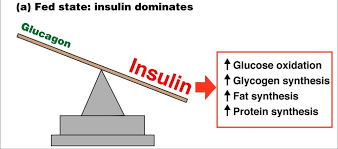 (a) Fed state: insulin dominates
Glucagon
Insulin
↑ Glucose oxidation
↑ Glycogen synthesis
↑ Fat synthesis
↑ Protein synthesis